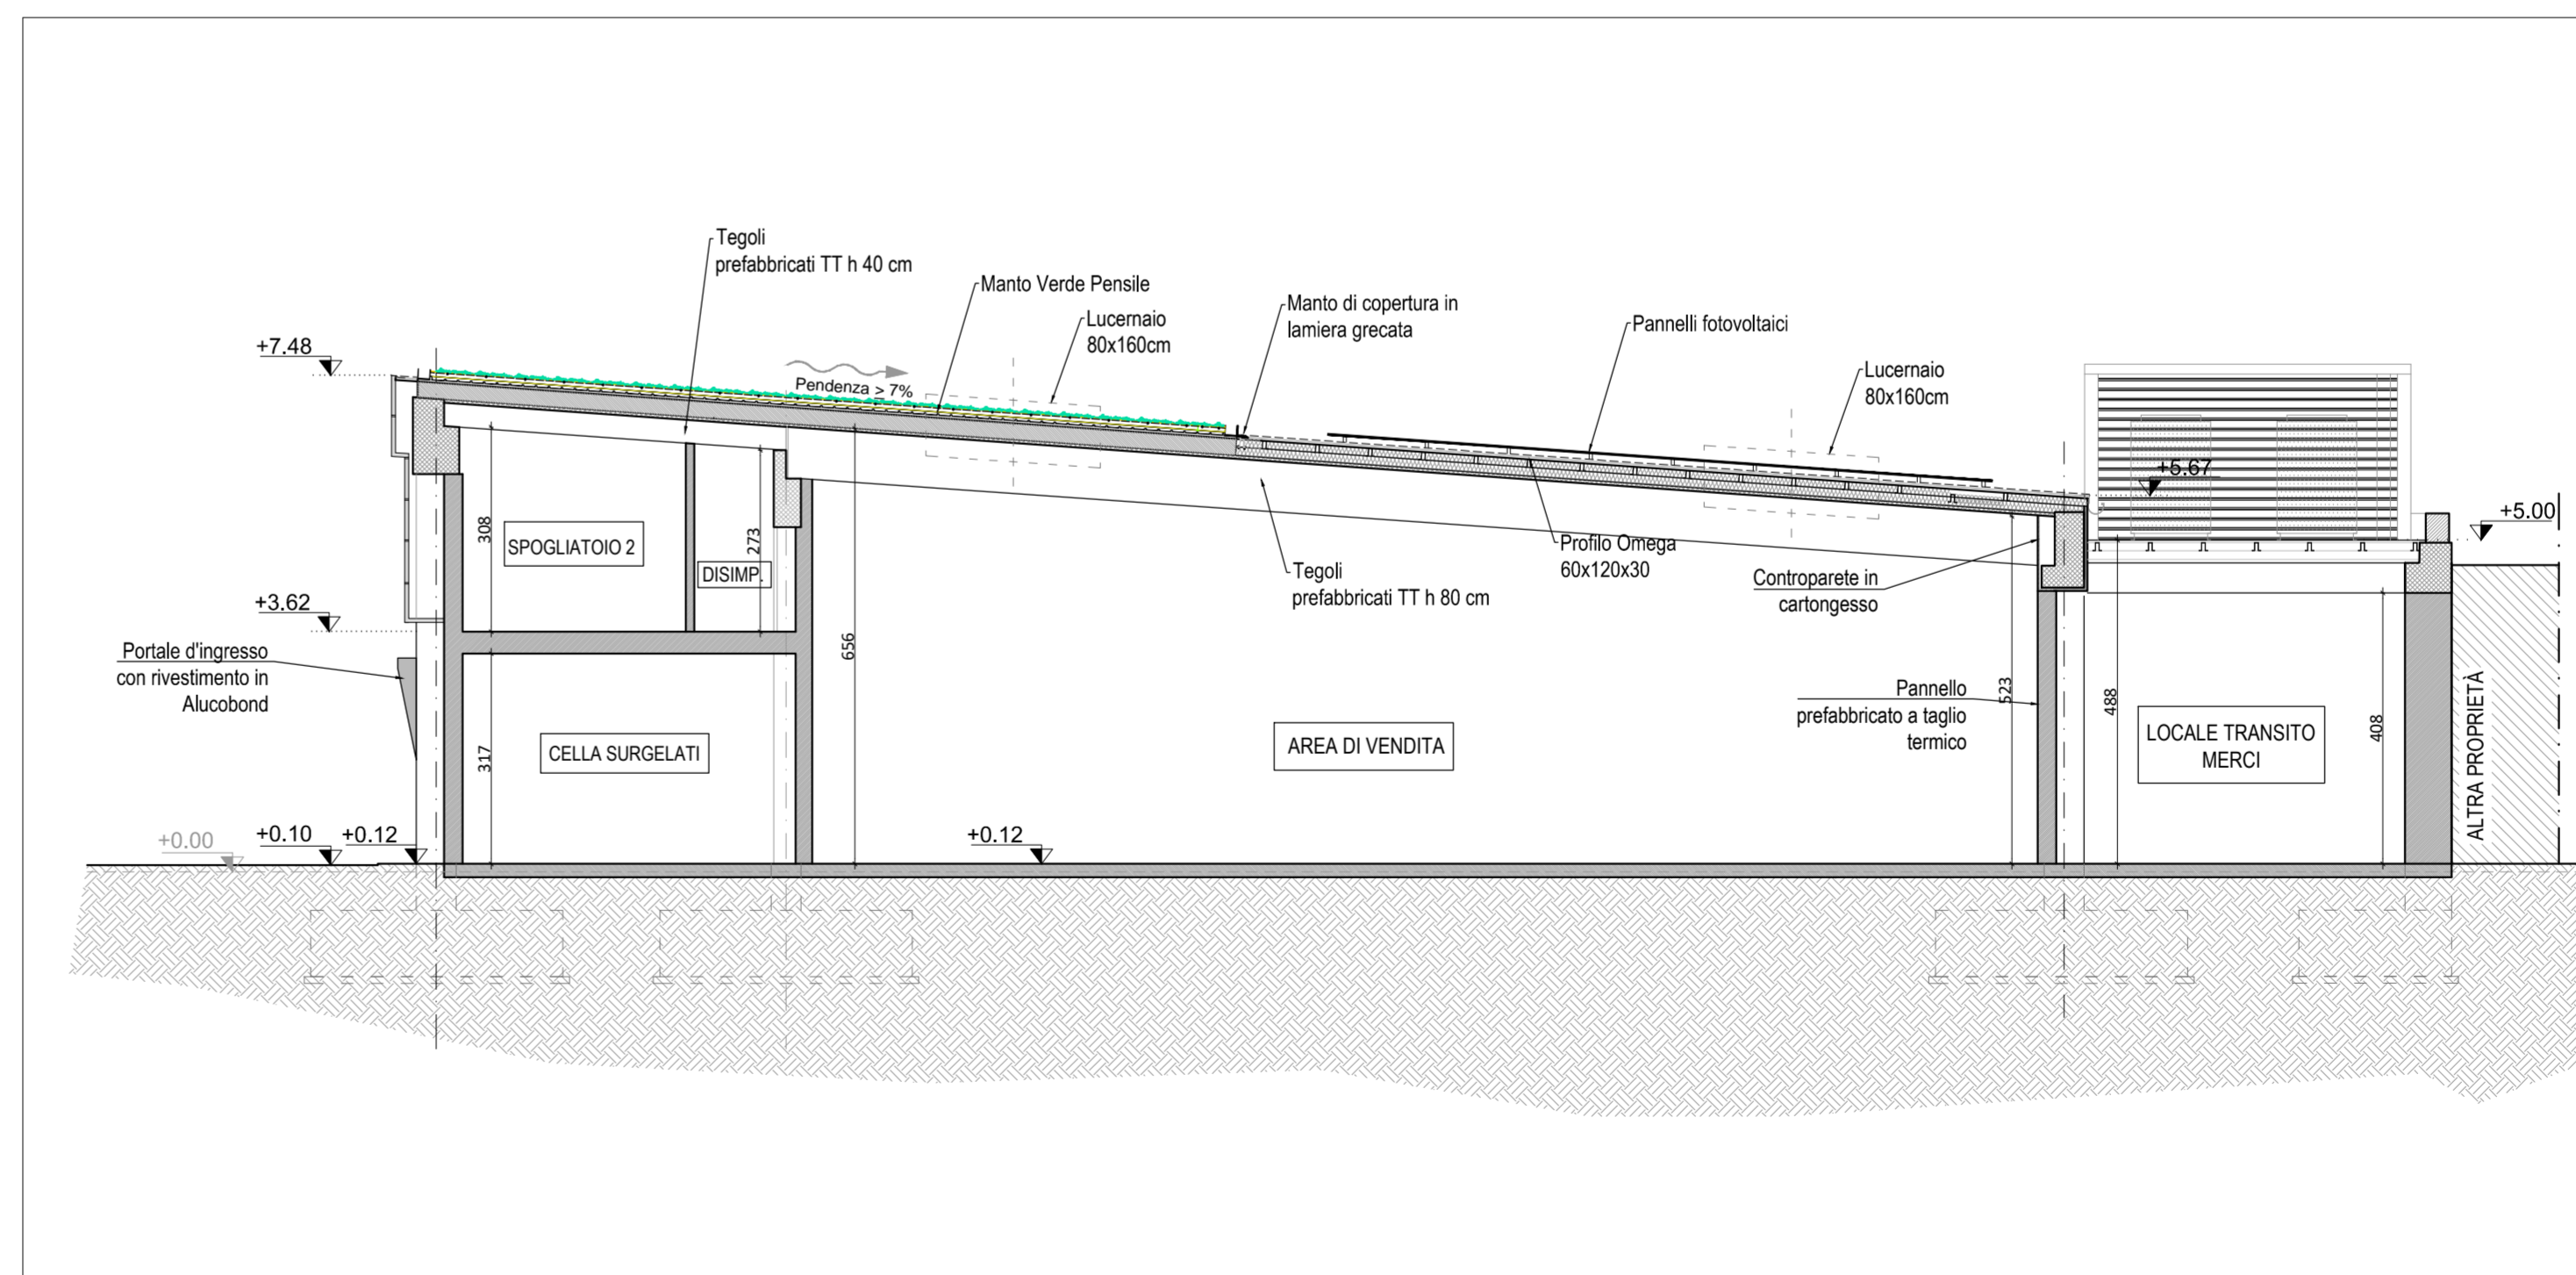 Tegoli
prefabbricati TT h 40 cm
Manto Verde Pensile
Lucernaio
80x160cm
Manto di copertura in
lamiera grecata
Pannelli fotovoltaici
Lucernaio
80x160cm
+7.48
Pendenza ≥ 7%
+5.67
+5.00
308
SPOGLIATOIO 2
273
DISIMP.
Profilo Omega
60x120x30
Tegoli
prefabbricati TT h 80 cm
Controparete in
cartongesso
+3.62
Portale d'ingresso
con rivestimento in
Alucobond
656
Pannello
prefabbricato a taglio
termico
523
488
408
317
CELLA SURGELATI
AREA DI VENDITA
LOCALE TRANSITO
MERCI
ALTRA PROPRIETÀ
+0.00
+0.10
+0.12
+0.12